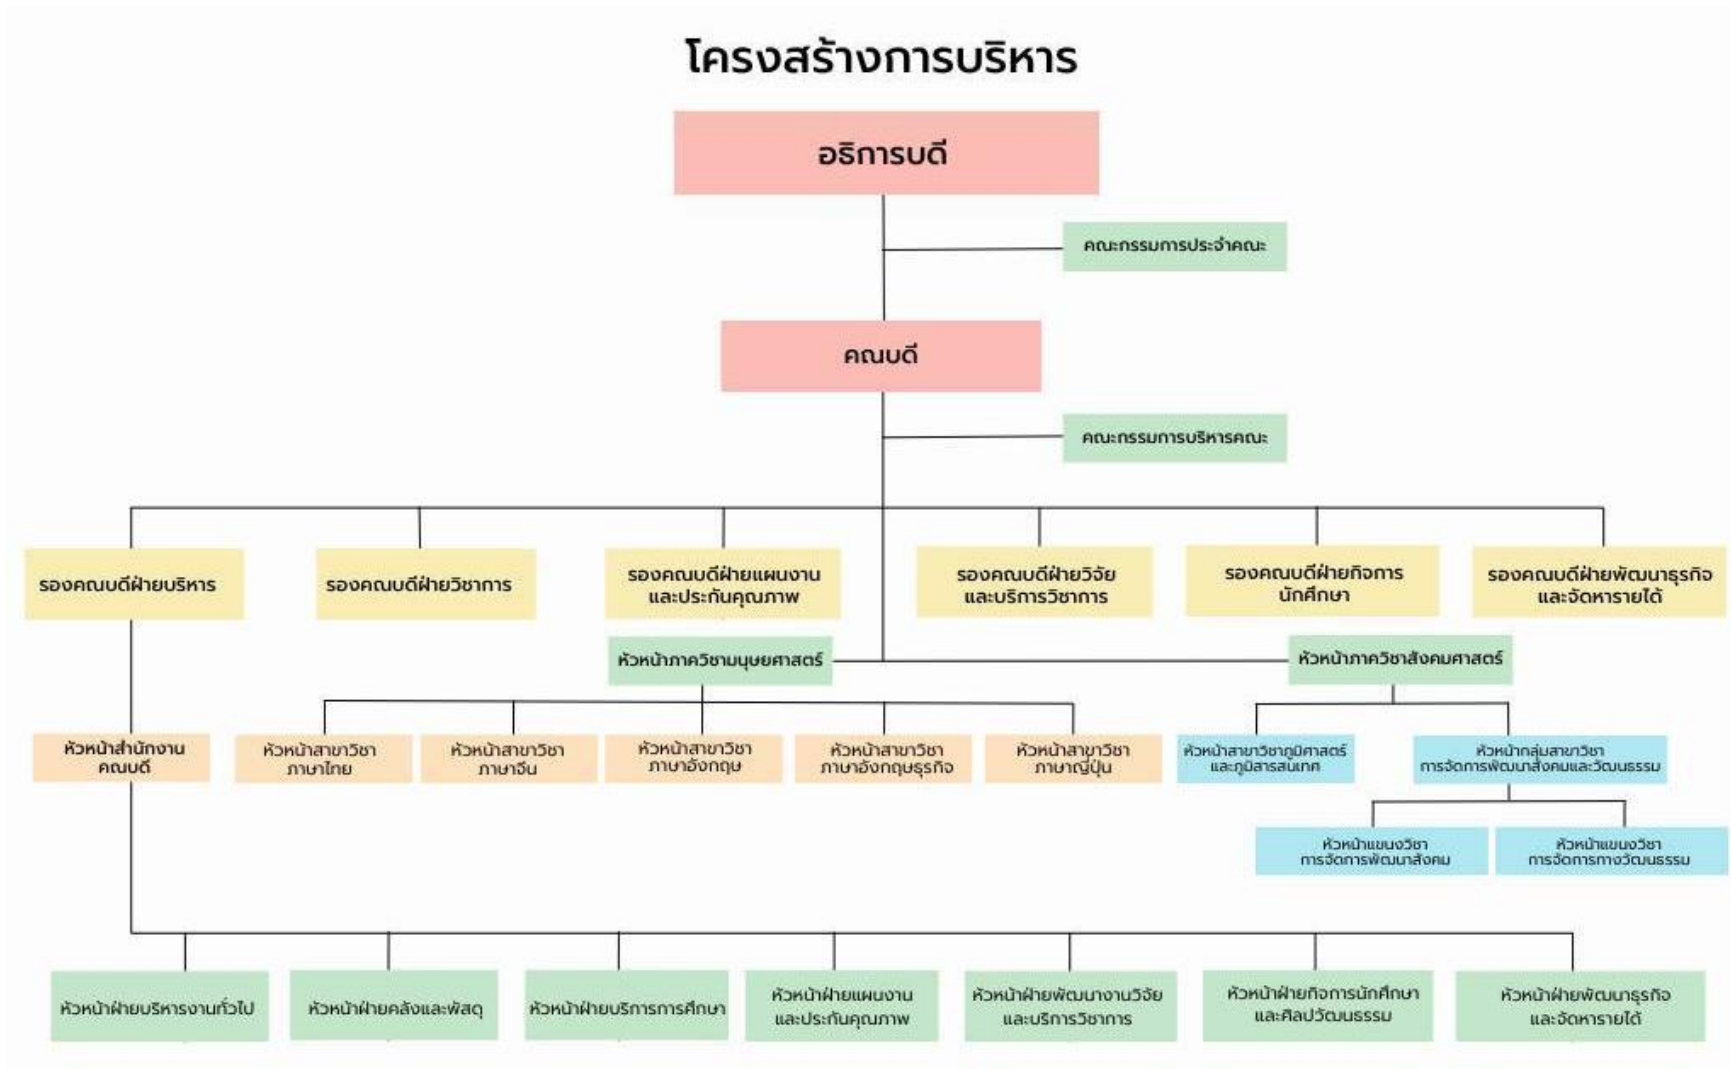 โครงสร้างการบริหาร
อธิการบดี
คณะกรรมการประจำคณะ
คณบดี
คณะกรรมการบริหารคณะ
รองคณบดีฝ่ายบริหาร
รองคณบดีฝ่ายวิชาการ
รองคณบดีฝ่ายแผนงาน
และประกันคุณภาพ
รองคณบดีฝ่ายวิจัย
และบริการวิชาการ
รองคณบดีฝ่ายกิจการ
นักศึกษา
รองคณบดีฝ่ายพัฒนาธุรกิจ
และจัดหารายได้
หัวหน้าภาควิชามนุษยศาสตร์
หัวหน้าภาควิชาสังคมศาสตร์
หัวหน้าสำนักงาน
คณบดี
หัวหน้าสาขาวิชา
ภาษาไทย
หัวหน้าสาขาวิชา
ภาษาจีน
หัวหน้าสาขาวิชา
ภาษาอังกฤษ
หัวหน้าสาขาวิชา
ภาษาอังกฤษธุรกิจ
หัวหน้าสาขาวิชา
ภาษาญี่ปุ่น
หัวหน้าสาขาวิชาภูมิศาสตร์
และภูมิสารสนเทศ
หัวหน้ากลุ่มสาขาวิชา
การจัดการพัฒนาสังคมและวัฒนธรรม
หัวหน้าแขนงวิชา
การจัดการพัฒนาสังคม
หัวหน้าแขนงวิชา
การจัดการทางวัฒนธรรม
หัวหน้าฝ่ายบริหารงานทั่วไป
หัวหน้าฝ่ายคลังและพัสดุ
หัวหน้าฝ่ายบริการการศึกษา
หัวหน้าฝ่ายแผนงาน
และประกันคุณภาพ
หัวหน้าฝ่ายพัฒนางานวิจัย
และบริการวิชาการ
หัวหน้าฝ่ายกิจการนักศึกษา
และศิลปวัฒนธรรม
หัวหน้าฝ่ายพัฒนาธุรกิจ
และจัดหารายได้